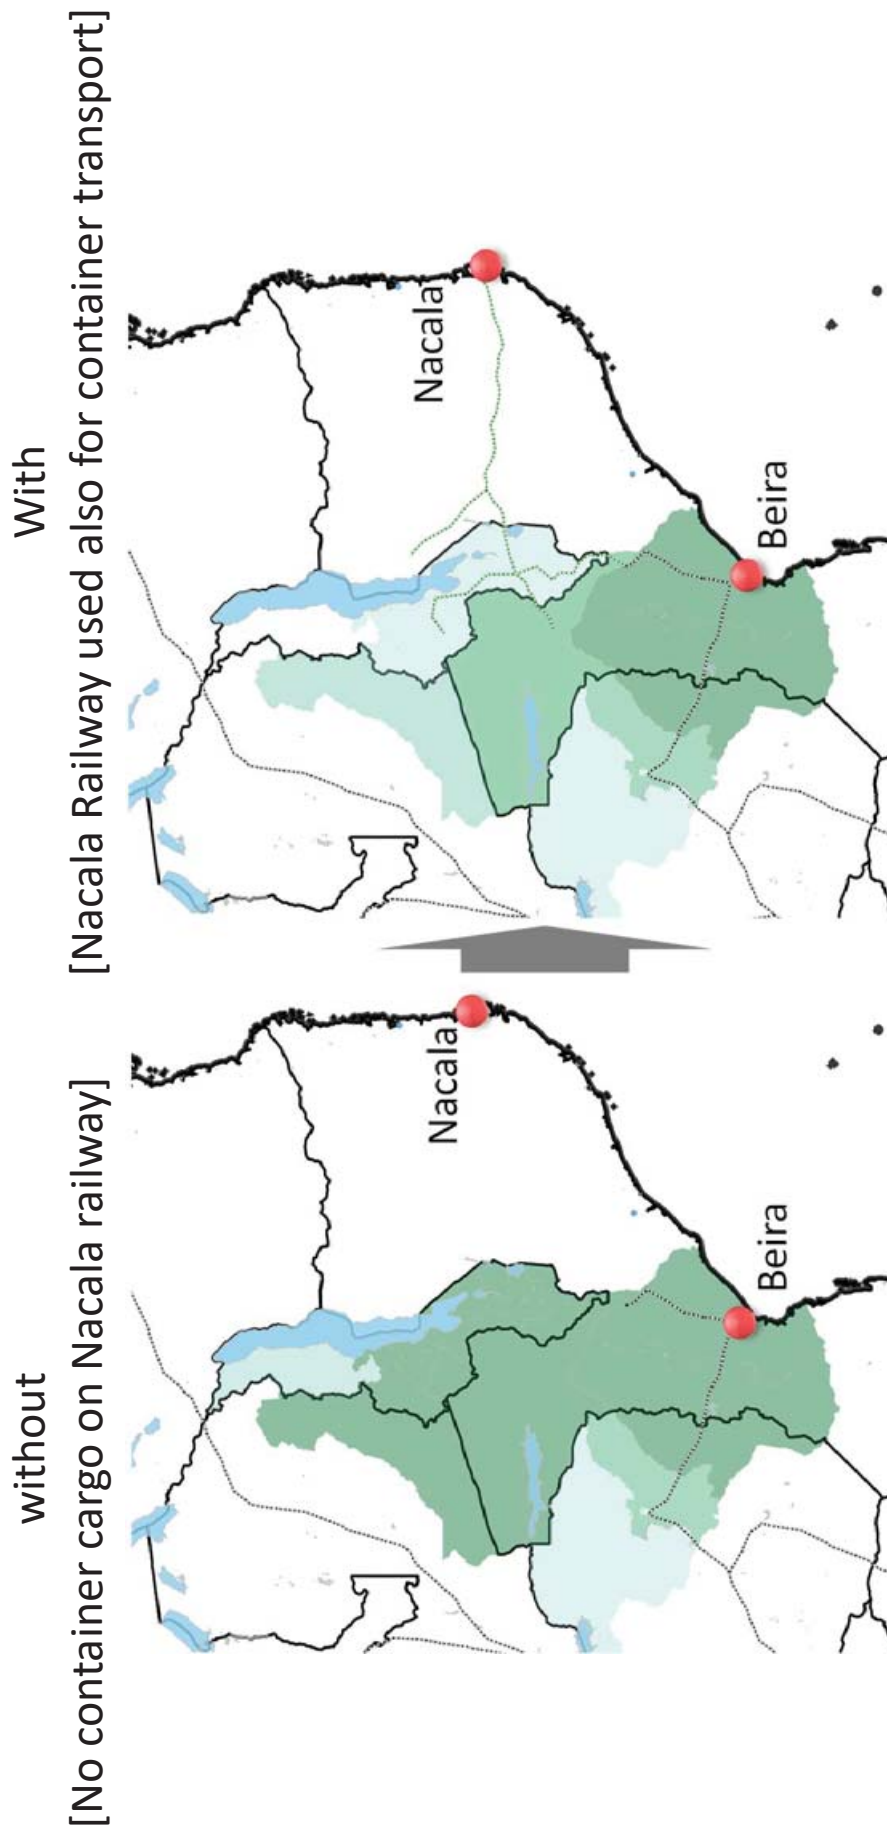 without
[No container cargo on Nacala railway]
Nacala
Beira
With
[Nacala Railway used also for container transport]
Nacala
Beira